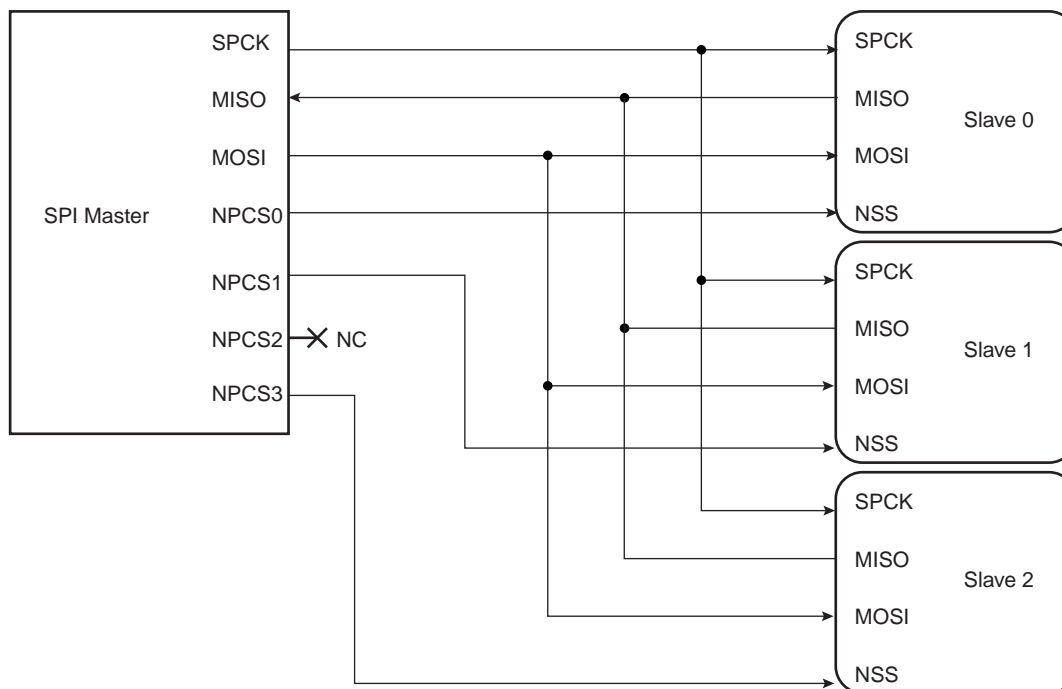 SPI Master
SPCK
MISO
MOSI
NPCS0
NPCS1
NPCS2
NC
NPCS3
SPCK
MISO
Slave 0
MOSI
NSS
SPCK
MISO
Slave 1
MOSI
NSS
SPCK
MISO
Slave 2
MOSI
NSS